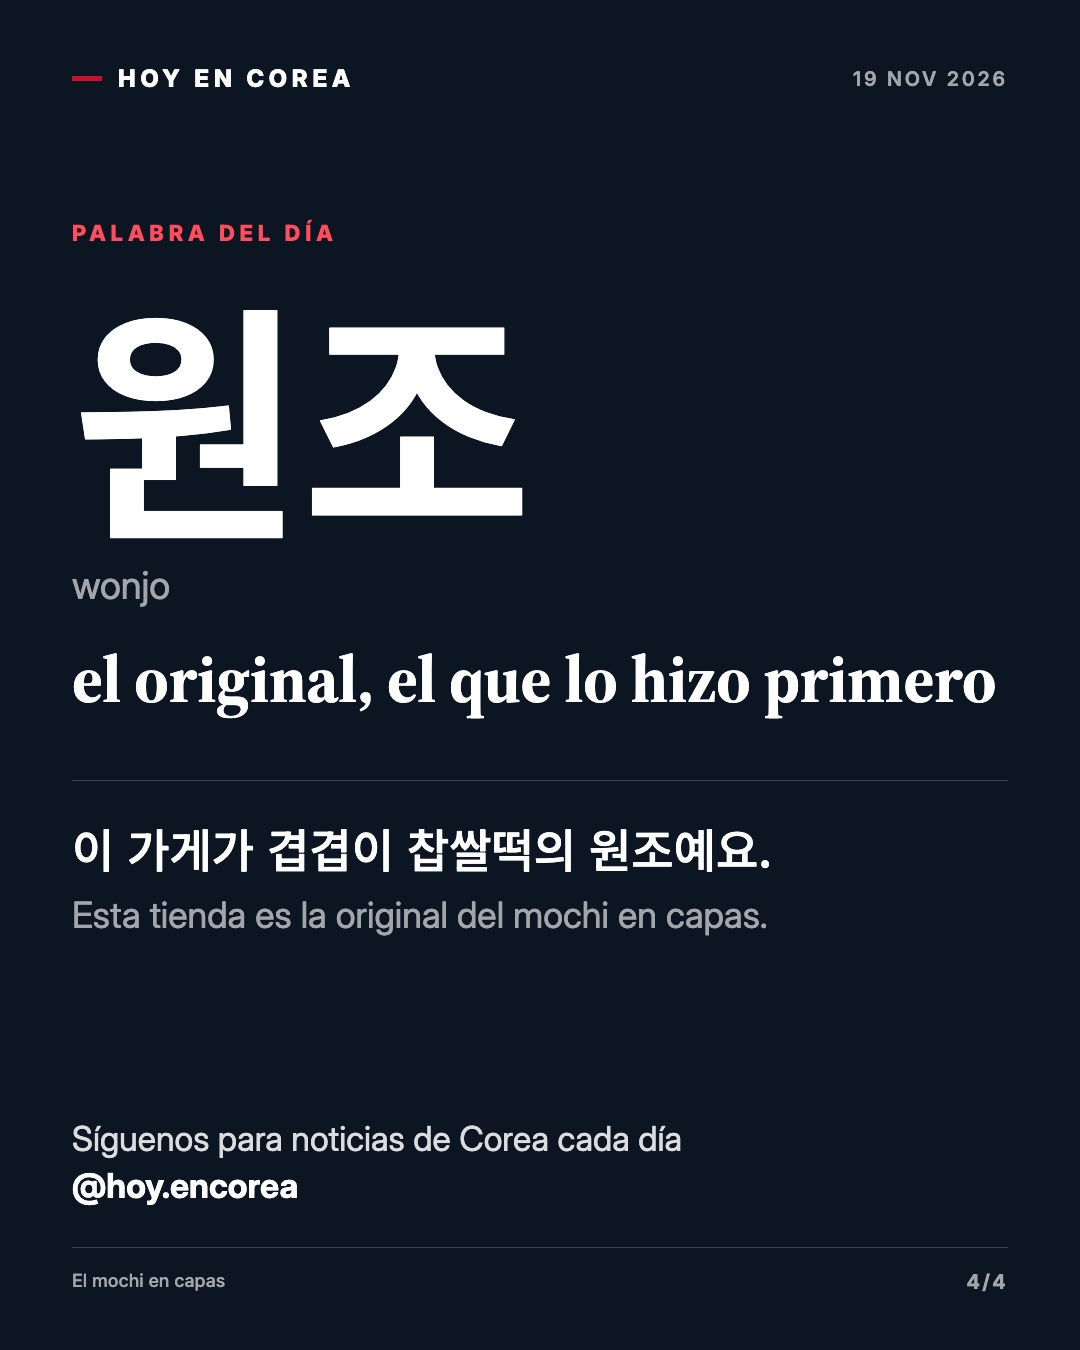 HOY EN COREA
19 NOV 2026
PALABRA DEL DÍA
원조
wonjo
el original, el que lo hizo primero
이 가게가 겹겹이 찹쌀떡의 원조예요.
Esta tienda es la original del mochi en capas.
Síguenos para noticias de Corea cada día
@hoy.encorea
El mochi en capas
4/4